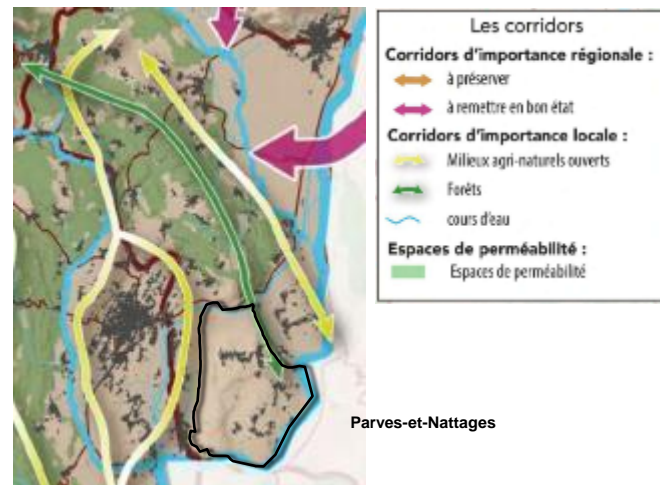 Les corridors
Corridors d'importance régionale :
à préserver
à remettre en bon état
Corridors d'importance locale :
Milieux agri-naturels ouverts
Forêts
cours d'eau
Espaces de perméabilité :
Espaces de perméabilité
Parves-et-Nattages